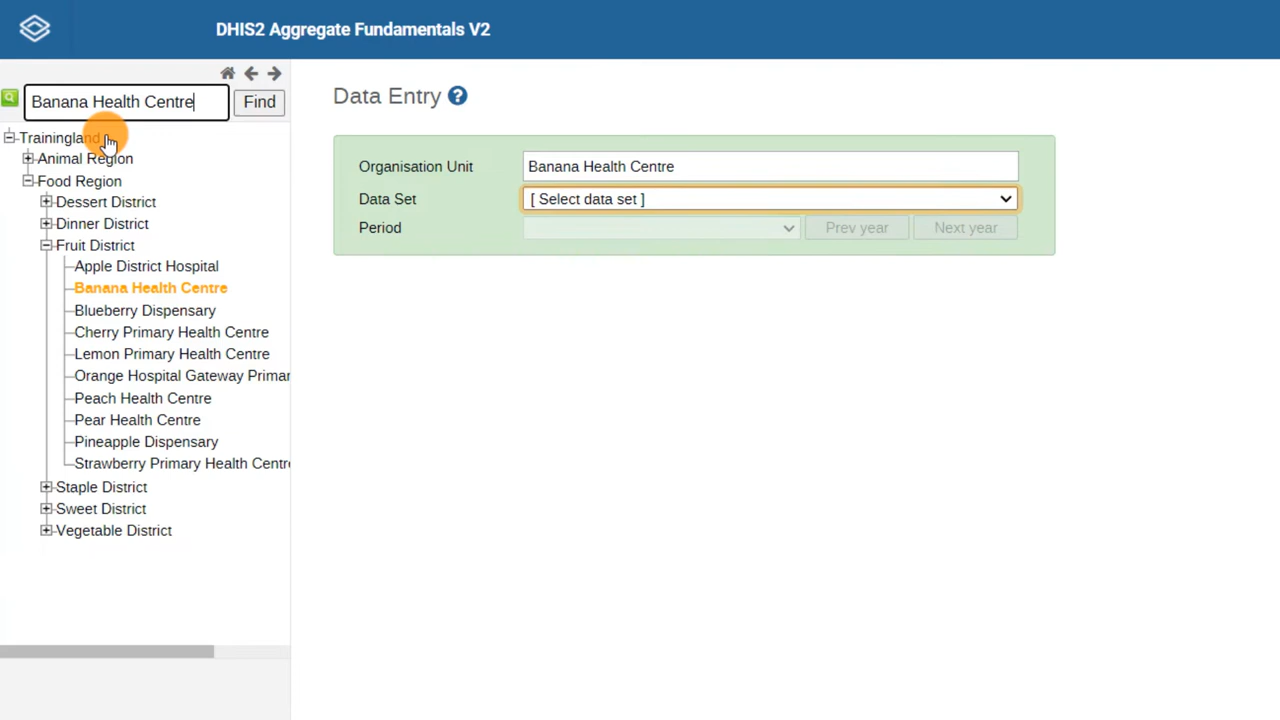 DHIS2 Aggregate Fundamentals V2
Banana Health Centre
Find
Trainingland
Animal Region
Food Region
Dessert District
Dinner District
Fruit District
Apple District Hospital
Banana Health Centre
Blueberry Dispensary
Cherry Primary Health Centre
Lemon Primary Health Centre
Orange Hospital Gateway Primar
Peach Health Centre
Pear Health Centre
Pineapple Dispensary
Strawberry Primary Health Centre
Staple District
Sweet District
Vegetable District
Data Entry ?
Organisation Unit Banana Health Centre
Data Set [ Select data set ]
Period Prev year Next year